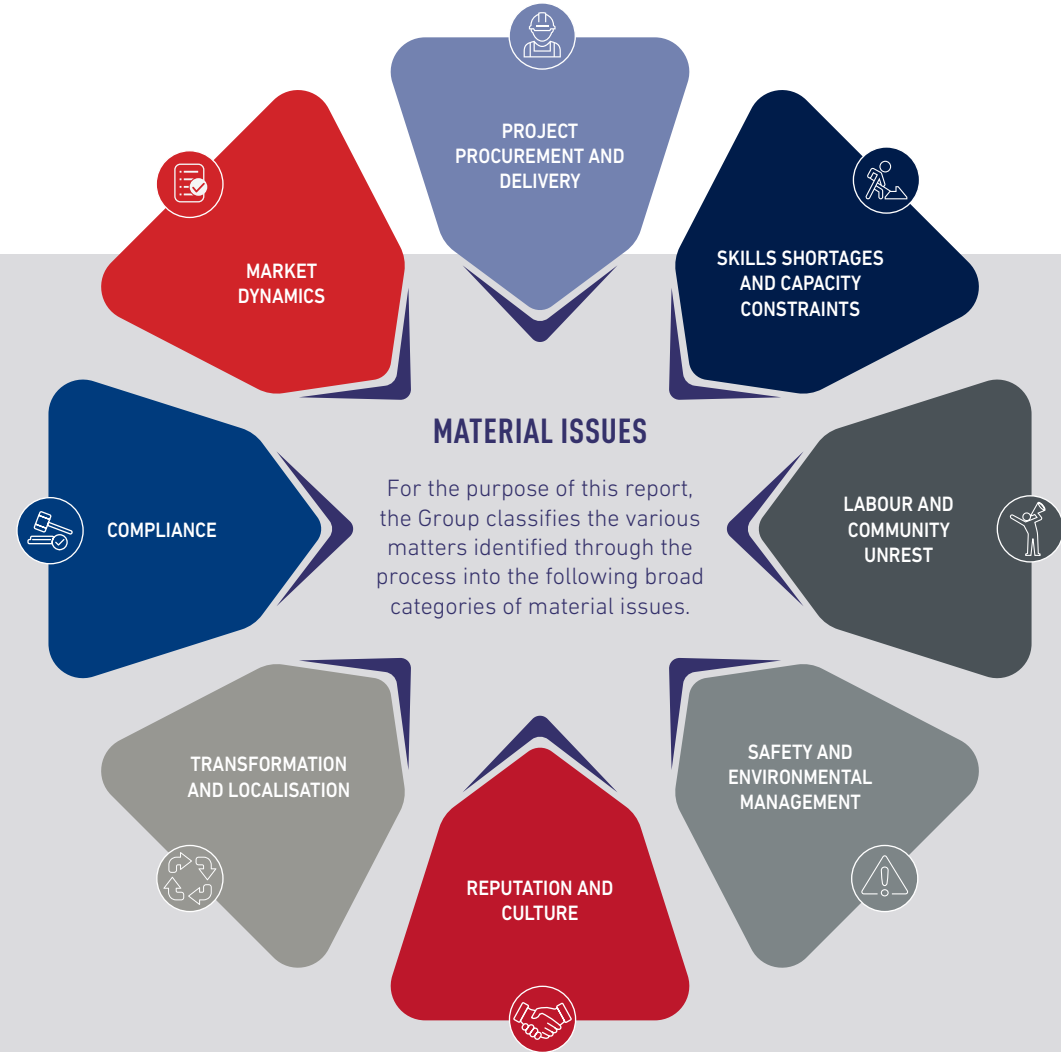 PROJECT
PROCUREMENT AND
DELIVERY
SKILLS SHORTAGES
AND CAPACITY
CONSTRAINTS
LABOUR AND
COMMUNITY
UNREST
SAFETY AND
ENVIRONMENTAL
MANAGEMENT
REPUTATION AND
CULTURE
TRANSFORMATION
AND LOCALISATION
COMPLIANCE
MARKET
DYNAMICS
MATERIAL ISSUES
For the purpose of this report,
the Group classifies the various
matters identified through the
process into the following broad
categories of material issues.